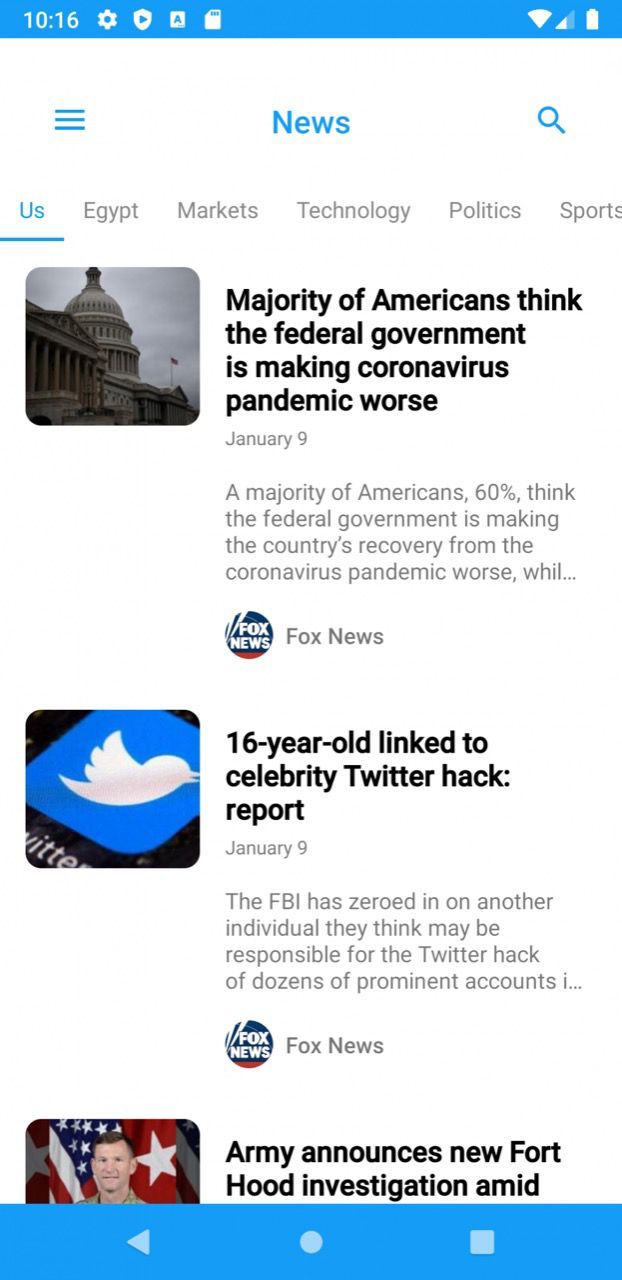 10:16
News
Us Egypt Markets Technology Politics Sports
Majority of Americans think
the federal government
is making coronavirus
pandemic worse
January 9
A majority of Americans, 60%, think
the federal government is making
the country’s recovery from the
coronavirus pandemic worse, whil...
FOX
NEWS
Fox News
16-year-old linked to
celebrity Twitter hack:
report
January 9
The FBI has zeroed in on another
individual they think may be
responsible for the Twitter hack
of dozens of prominent accounts i...
FOX
NEWS
Fox News
Army announces new Fort
Hood investigation amid